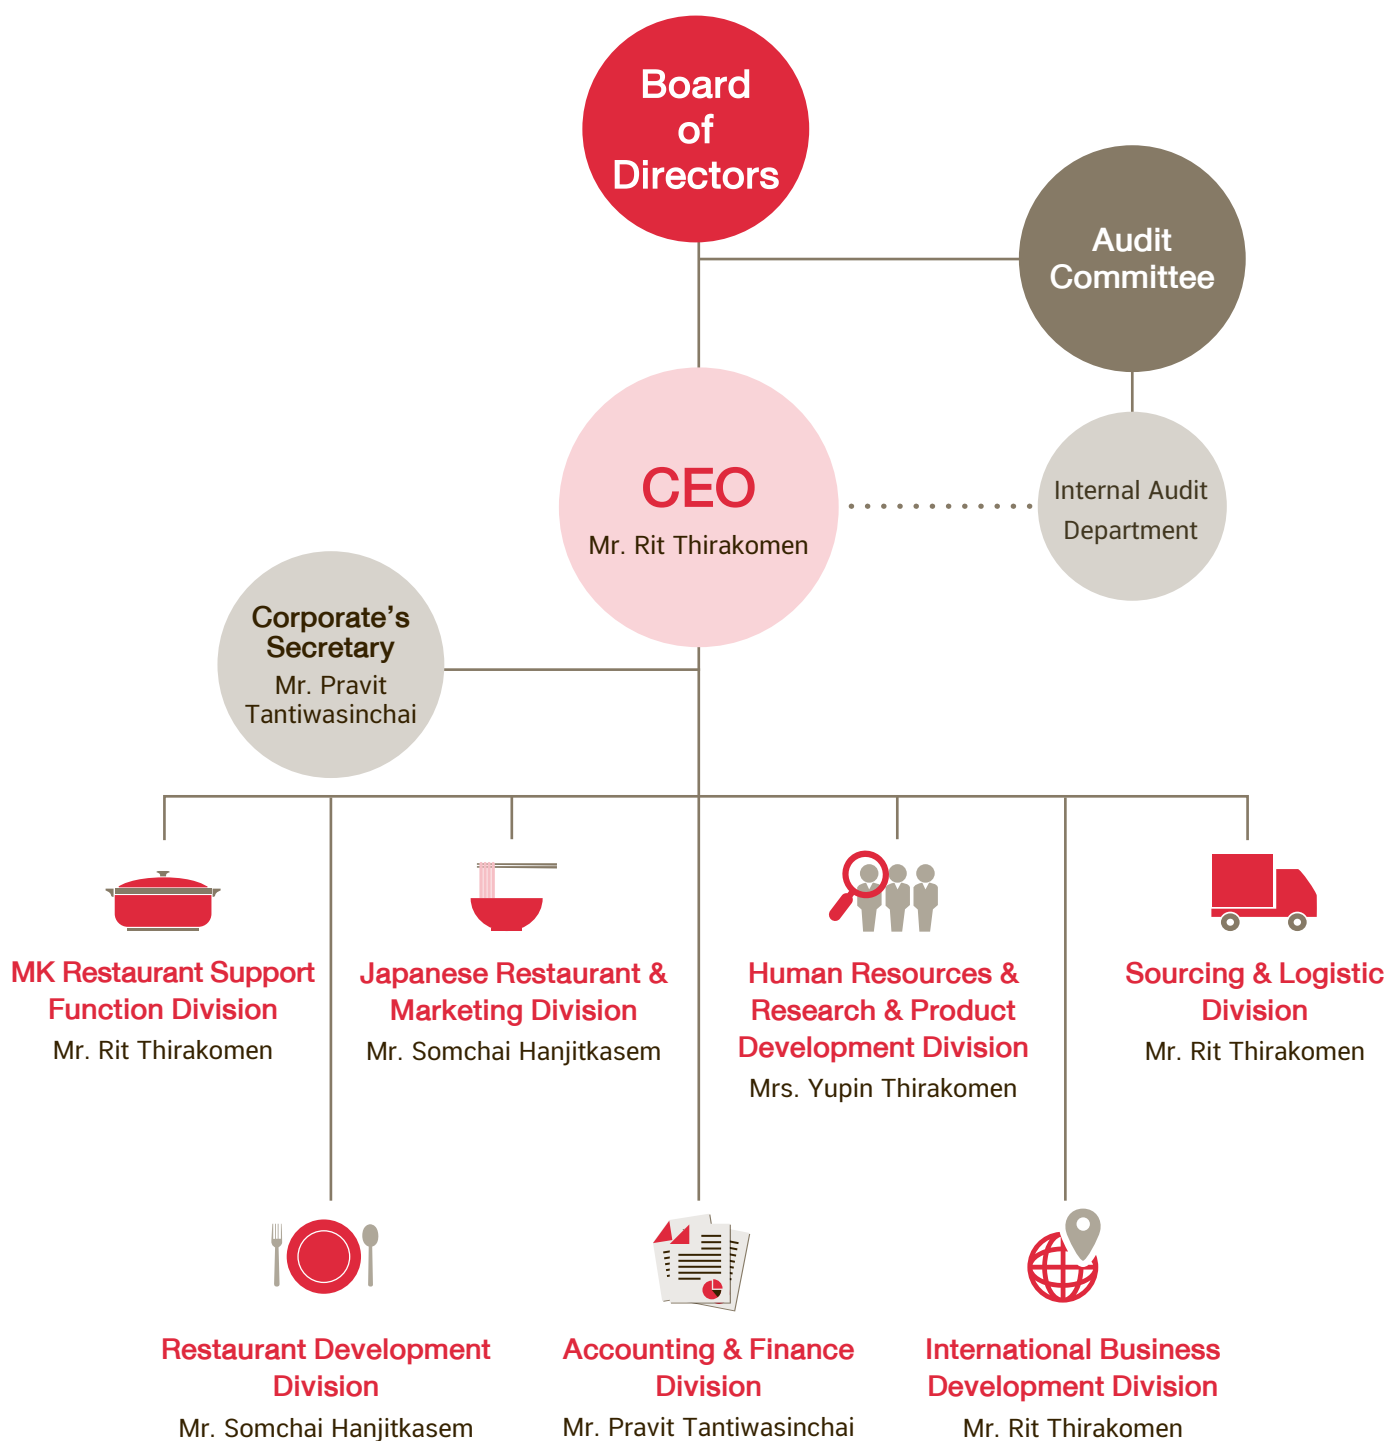 Board
of
Directors
Audit
Committee
CEO
Mr. Rit Thirakomen
Internal Audit
Department
Corporate’s
Secretary
Mr. Pravit
Tantiwasinchai
MK Restaurant Support
Function Division
Mr. Rit Thirakomen
Japanese Restaurant &
Marketing Division
Mr. Somchai Hanjitkasem
Human Resources &
Research & Product
Development Division
Mrs. Yupin Thirakomen
Sourcing & Logistic
Division
Mr. Rit Thirakomen
Restaurant Development
Division
Mr. Somchai Hanjitkasem
Accounting & Finance
Division
Mr. Pravit Tantiwasinchai
International Business
Development Division
Mr. Rit Thirakomen